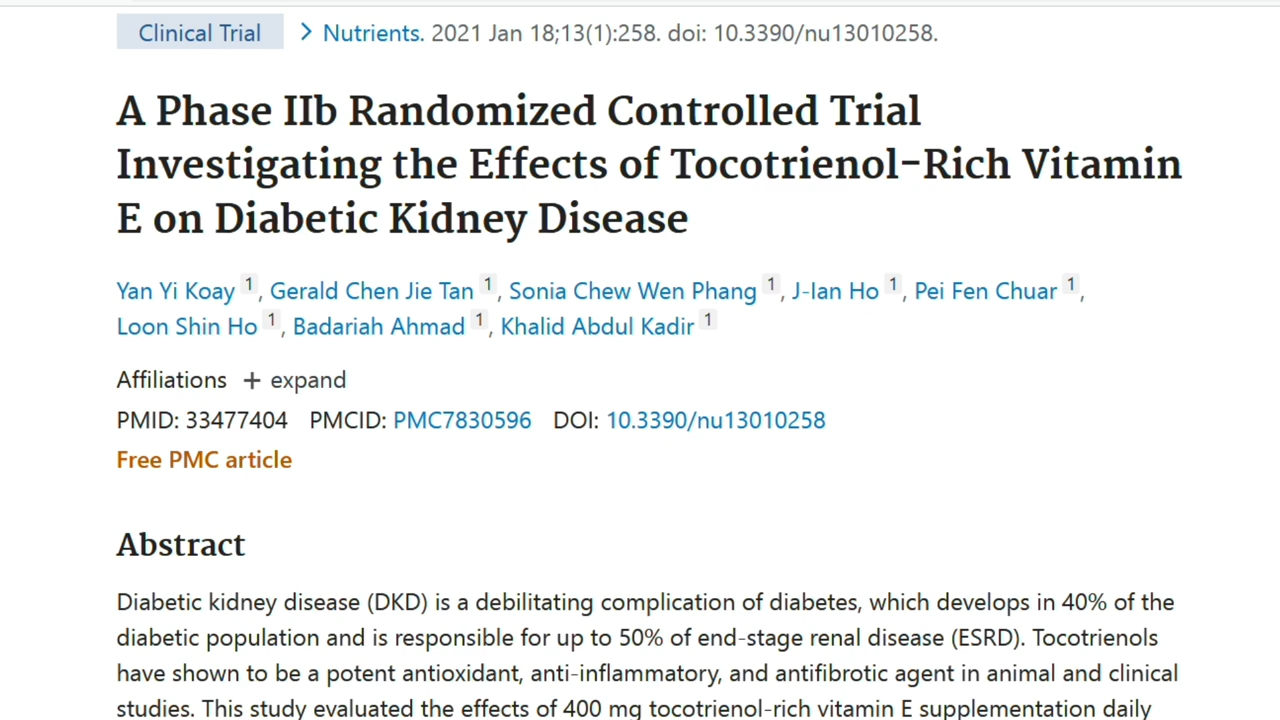 Clinical Trial > Nutrients. 2021 Jan 18;13(1):258. doi: 10.3390/nu13010258.
A Phase IIb Randomized Controlled Trial
Investigating the Effects of Tocotrienol-Rich Vitamin
E on Diabetic Kidney Disease
Yan Yi Koay 1, Gerald Chen Jie Tan 1, Sonia Chew Wen Phang 1, J-Ian Ho 1, Pei Fen Chuar 1,
Loon Shin Ho 1, Badariah Ahmad 1, Khalid Abdul Kadir 1
Affiliations + expand
PMID: 33477404 PMCID: PMC7830596 DOI: 10.3390/nu13010258
Free PMC article
Abstract
Diabetic kidney disease (DKD) is a debilitating complication of diabetes, which develops in 40% of the
diabetic population and is responsible for up to 50% of end-stage renal disease (ESRD). Tocotrienols
have shown to be a potent antioxidant, anti-inflammatory, and antifibrotic agent in animal and clinical
studies. This study evaluated the effects of 400 mg tocotrienol-rich vitamin E supplementation daily